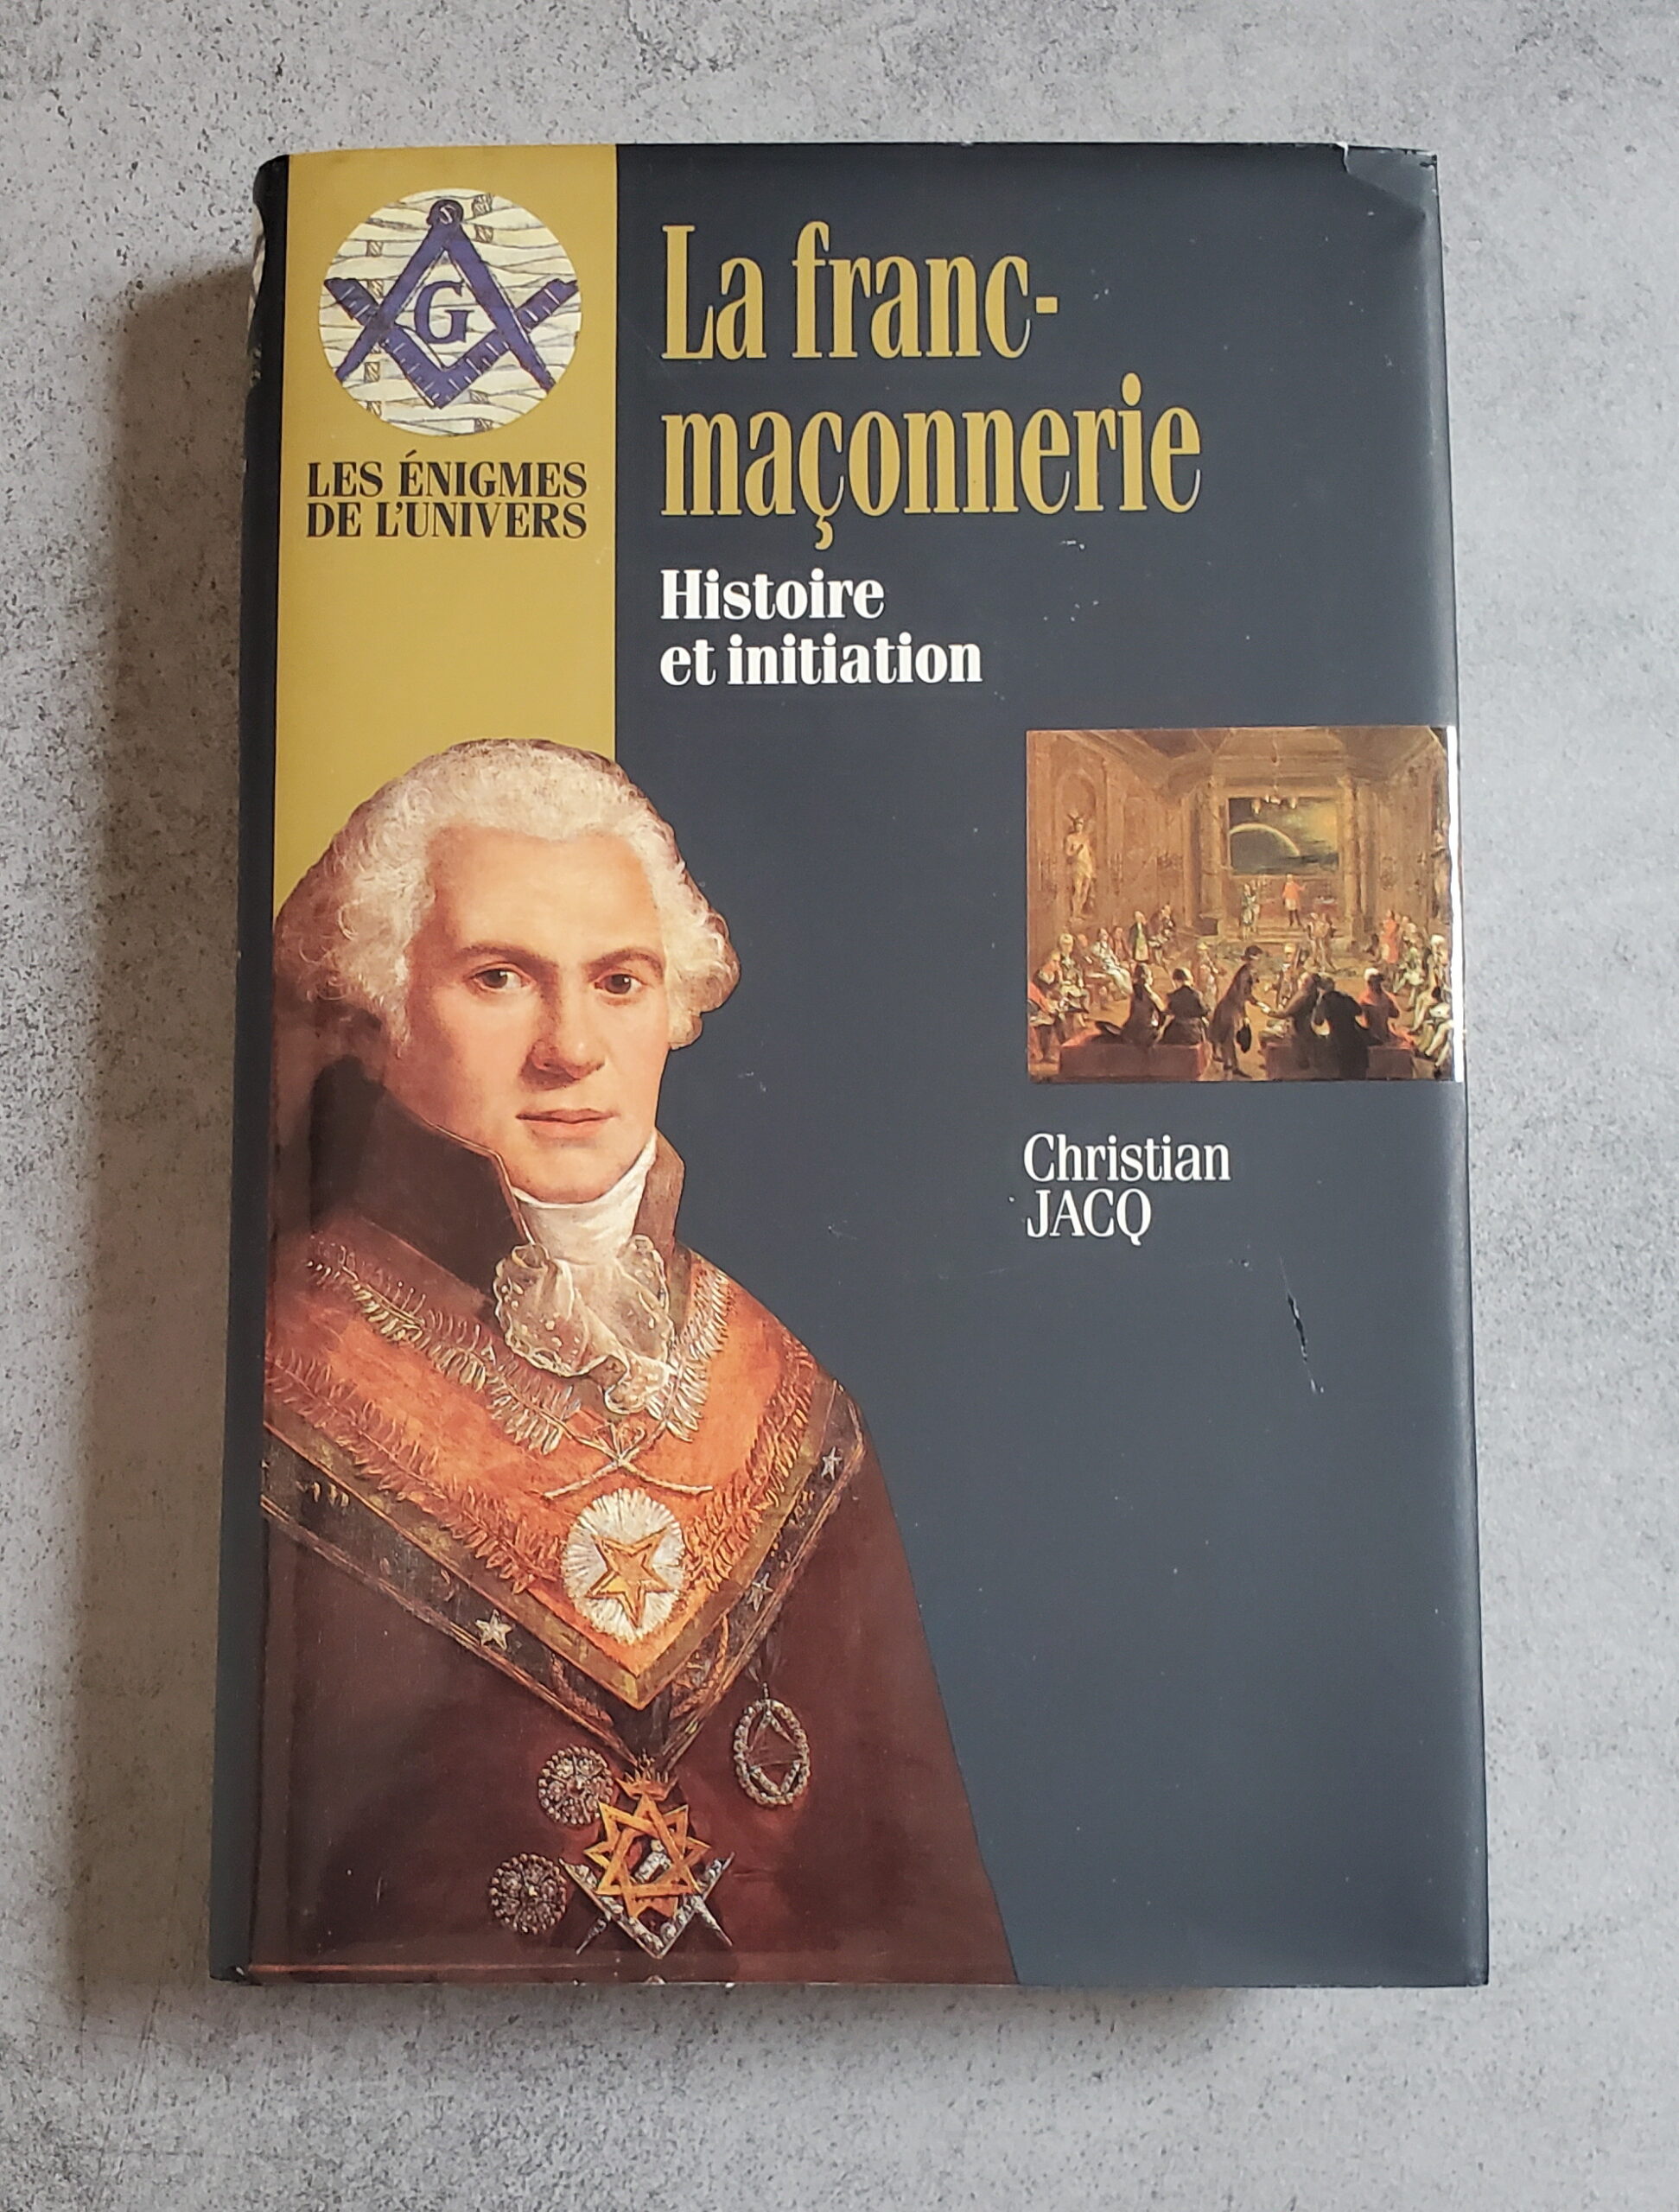 G
LES ÉNIGMES
DE L'UNIVERS
La franc-
maçonnerie
Histoire
et initiation
Christian
JACQ